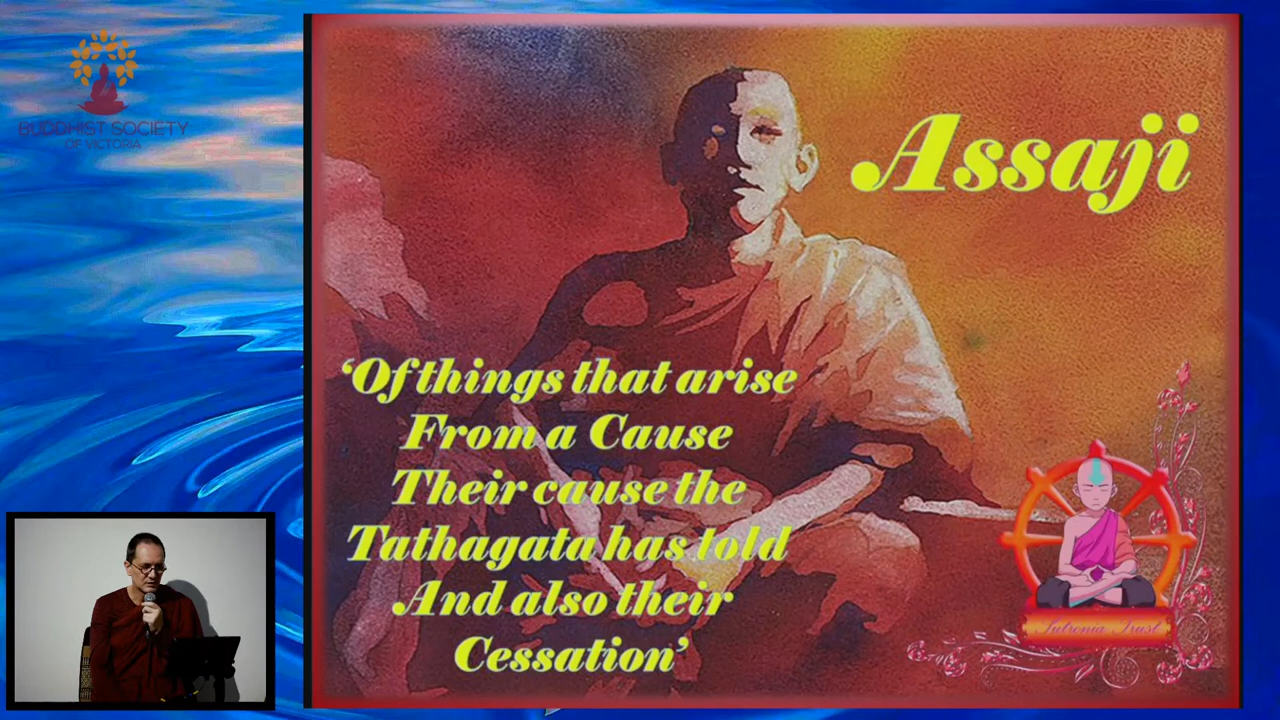 BUDDHIST SOCIETY
OF VICTORIA
Assaji
‘Of things that arise
From a Cause
Their cause the
Tathagata has told
And also their
Cessation’
Sutronia Trust